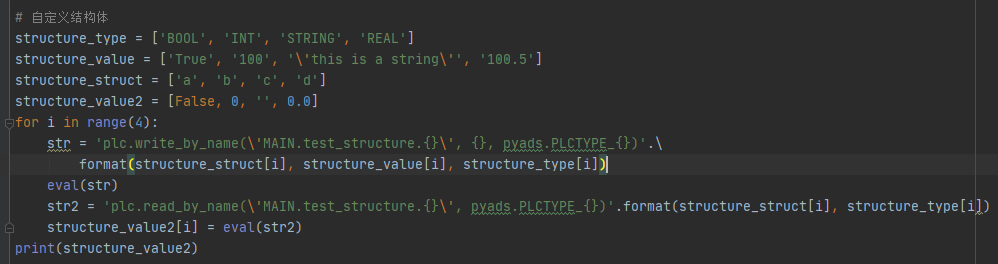 # 自定义结构体
structure_type = ['BOOL', 'INT', 'STRING', 'REAL']
structure_value = ['True', '100', '\'this is a string\'', '100.5']
structure_struct = ['a', 'b', 'c', 'd']
structure_value2 = [False, 0, '', 0.0]
for i in range(4):
    str = 'plc.write_by_name(\'MAIN.test_structure.{}\', {}, pyads.PLCTYPE_{})'.\
        format(structure_struct[i], structure_value[i], structure_type[i])
    eval(str)
    str2 = 'plc.read_by_name(\'MAIN.test_structure.{}\', pyads.PLCTYPE_{})'.format(structure_struct[i], structure_type[i])
    structure_value2[i] = eval(str2)
print(structure_value2)